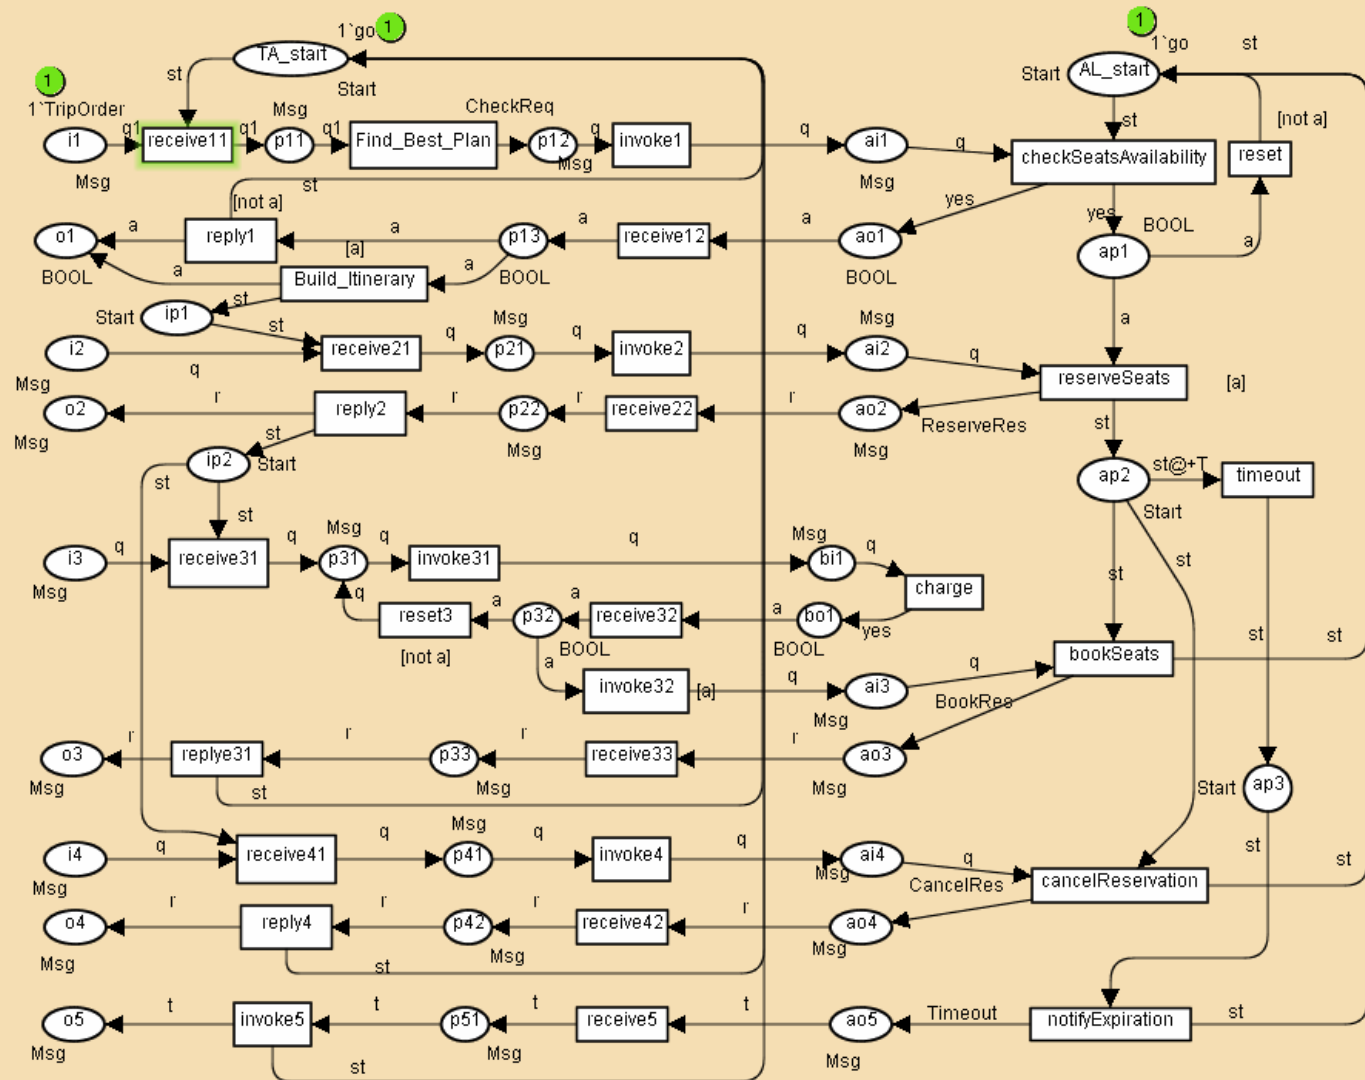 1`go 1
TA_start
st
Start
1
1`go
st
Start
AL_start
st
1
1`TripOrder
i1
Msg
q1
receive11
q1
Msg
p11
q1
CheckReq
Find_Best_Plan
p12
Msg
q
invoke1
q
ai1
Msg
q
checkSeatsAvailability
[not a]
reset
st
[not a]
yes
yes
BOOL
a
o1
BOOL
a
reply1
a
p13
BOOL
a
receive12
a
ao1
BOOL
ap1
[a]
a
Build_Itinerary
a
st
Start
ip1
st
a
i2
Msg
q
receive21
q
Msg
p21
q
invoke2
q
Msg
ai2
q
reserveSeats
[a]
o2
Msg
r
reply2
r
p22
Msg
r
receive22
r
ao2
Msg
ReserveRes
st
st
ip2
Start
st
st
ap2
Start
st@+T
timeout
i3
Msg
q
receive31
q
Msg
p31
q
invoke31
q
Msg
bi1
q
charge
st
st
q
reset3
[not a]
a
p32
BOOL
a
receive32
a
bo1
BOOL
yes
a
invoke32
[a]
q
ai3
Msg
q
bookSeats
st
st
BookRes
o3
Msg
r
replye31
r
p33
Msg
r
receive33
r
ao3
Msg
st
Start
ap3
i4
Msg
q
receive41
q
Msg
p41
q
invoke4
q
ai4
Msg
q
CancelRes
cancelReservation
st
st
o4
Msg
r
reply4
r
p42
Msg
r
receive42
r
ao4
Msg
st
o5
Msg
t
invoke5
t
p51
Msg
t
receive5
t
ao5
Msg
Timeout
notifyExpiration
st
st